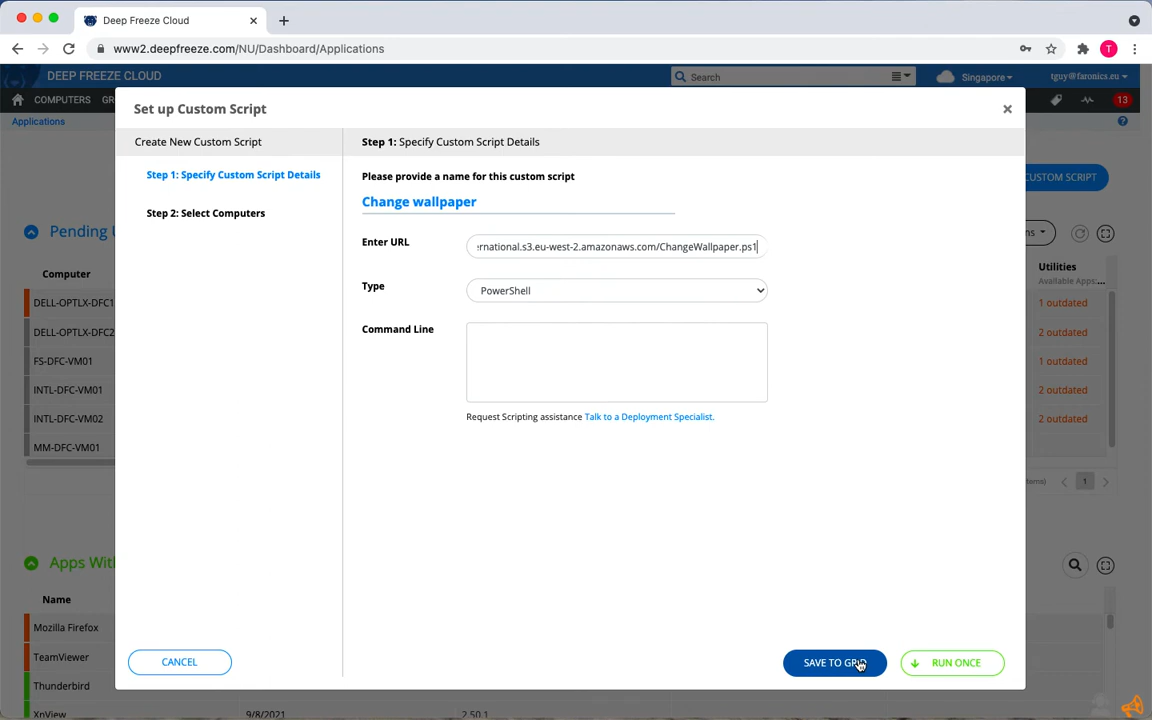 Deep Freeze Cloud
www2.deepfreeze.com/NU/Dashboard/Applications
T
DEEP FREEZE CLOUD
Search
Singapore
tguy@faronics.eu
COMPUTERS
GR
13
Applications
Set up Custom Script
Create New Custom Script
Step 1: Specify Custom Script Details
Step 2: Select Computers
Step 1: Specify Custom Script Details
Please provide a name for this custom script
Change wallpaper
Enter URL
ernational.s3.eu-west-2.amazonaws.com/ChangeWallpaper.ps1
Type
PowerShell
Command Line
Request Scripting assistance Talk to a Deployment Specialist.
CANCEL
SAVE TO GRID
RUN ONCE
CUSTOM SCRIPT
Pending
Computer
DELL-OPTLX-DFC1
DELL-OPTLX-DFC2
FS-DFC-VM01
INTL-DFC-VM01
INTL-DFC-VM02
MM-DFC-VM01
Utilities
Available Apps:...
1 outdated
2 outdated
1 outdated
2 outdated
2 outdated
items)
1
Apps With
Name
Mozilla Firefox
TeamViewer
Thunderbird
XnView
9/8/2021
2.50.1